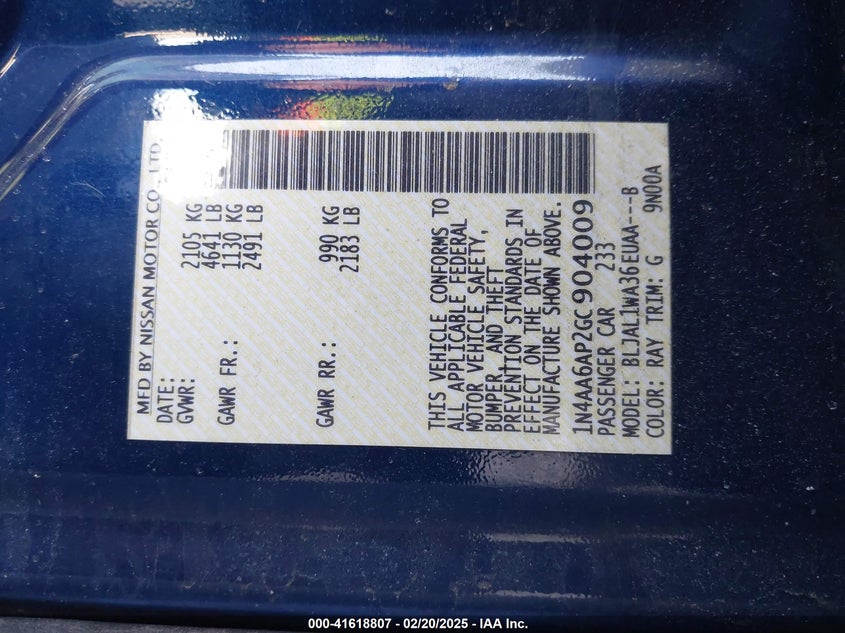 MFD BY NISSAN MOTOR CO., LTD.
DATE:
GVWR: 2105 KG
4641 LB
GAWR FR.: 1130 KG
2491 LB
GAWR RR.: 990 KG
2183 LB
THIS VEHICLE CONFORMS TO
ALL APPLICABLE FEDERAL
MOTOR VEHICLE SAFETY,
BUMPER, AND THEFT
PREVENTION STANDARDS IN
EFFECT ON THE DATE OF
MANUFACTURE SHOWN ABOVE.
1N4AA6AP2GC904009
PASSENGER CAR 233
MODEL: BLJAL1WA36EUAA---B
COLOR: RAY TRIM: G 9N00A
000-41618807 - 02/20/2025 - IAA Inc.